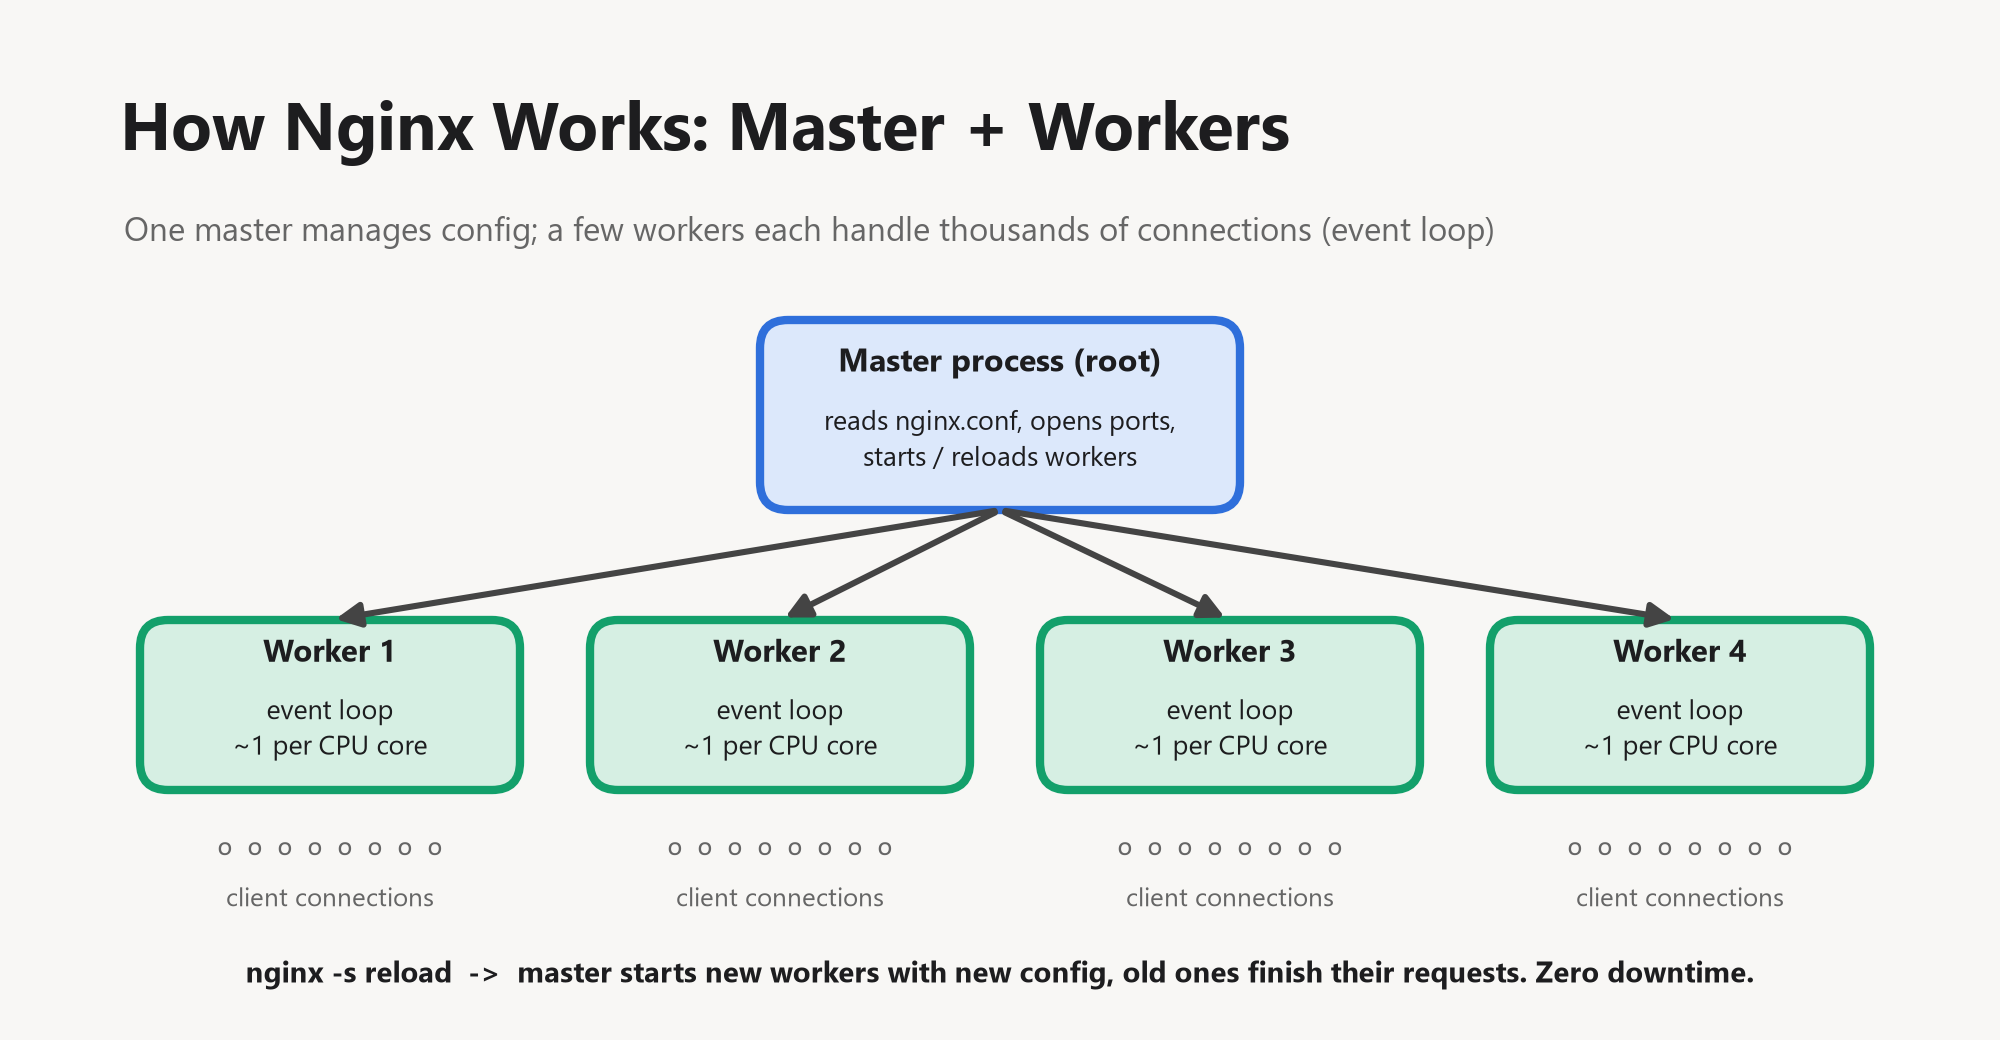 How Nginx Works: Master + Workers
One master manages config; a few workers each handle thousands of connections (event loop)
Master process (root)
reads nginx.conf, opens ports,
starts / reloads workers
Worker 1
event loop
~1 per CPU core
o o o o o o o o
client connections
Worker 2
event loop
~1 per CPU core
o o o o o o o o
client connections
Worker 3
event loop
~1 per CPU core
o o o o o o o o
client connections
Worker 4
event loop
~1 per CPU core
o o o o o o o o
client connections
nginx -s reload -> master starts new workers with new config, old ones finish their requests. Zero downtime.